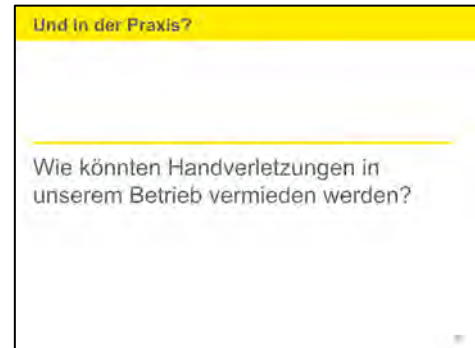 Und in der Praxis?
Wie könnten Handverletzungen in
unserem Betrieb vermieden werden?